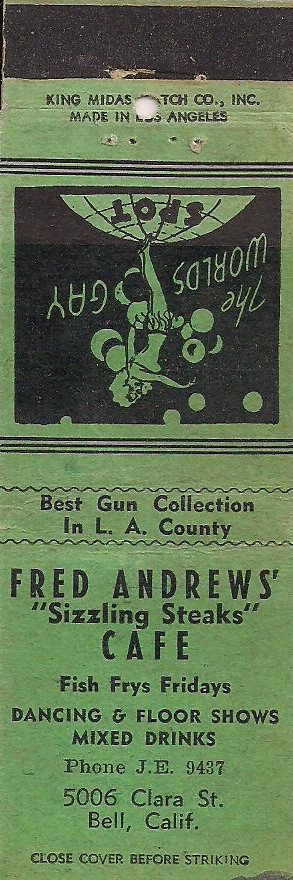 KING MIDAS MATCH CO., INC.
MADE IN LOS ANGELES
The
WORLDS GAY
SPOT
Best Gun Collection
In L. A. County
FRED ANDREWS'
"Sizzling Steaks"
CAFE
Fish Frys Fridays
DANCING & FLOOR SHOWS
MIXED DRINKS
Phone J.E. 9437
5006 Clara St.
Bell, Calif.
CLOSE COVER BEFORE STRIKING